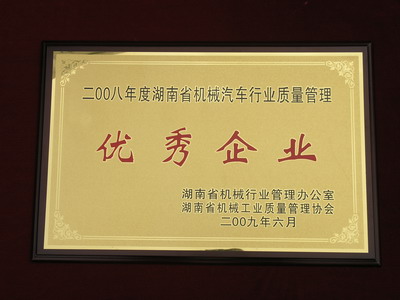 二00八年度湖南省机械汽车行业质量管理
优秀企业
湖南省机械行业管理办公室
湖南省机械工业质量管理协会
二00九年六月